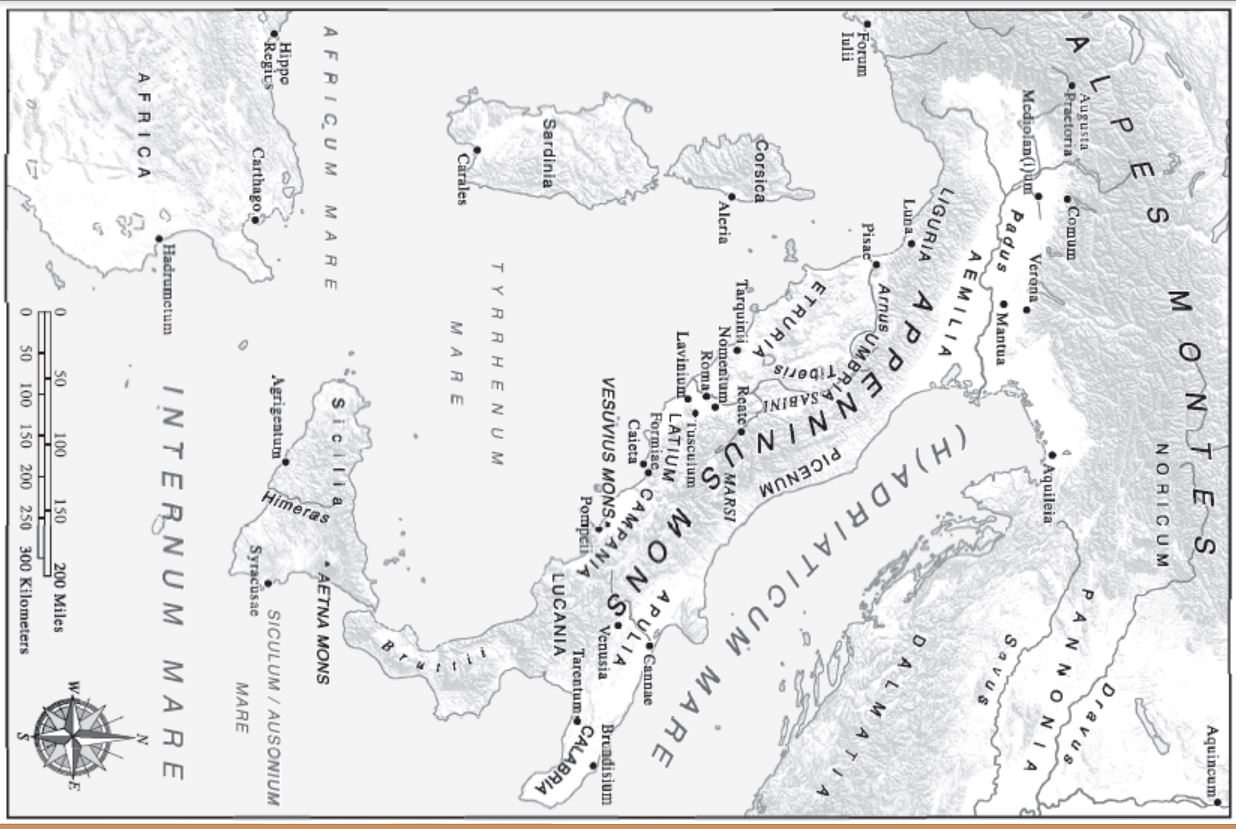 ALPES MONTES
NORICUM
Aquincum
Dravus
PANNONIA
Savus
DALMATIA
Augusta
Praetoria
Comum
Mediolan(i)um
Verona
Mantua
Aquileia
Padus
AEMILIA
LIGURIA
(H)ADRIATICUM MARE
Forum
Iulii
Luna
Pisae
Arnus
APPENNINUS MONS
UMBRIA
ETRURIA
Tiberis
SABINI
PICENUM
MARSI
Corsica
Aleria
Tarquinii
Nomentum
Roma
Lavinium
Reate
Tusculum
LATIUM
Formiae
Caieta
CAMPANIA
VESUVIUS MONS
Pompeii
APULIA
Cannae
Venusia
LUCANIA
Tarentum
Brundisium
CALABRIA
Sardinia
Carales
TYRRHENUM
MARE
Bruttii
AFRICUM MARE
Sicilia
Himeras
Agrigentum
AETNA MONS
Syracusae
SICULUM / AUSONIUM
MARE
Hippo
Regius
Carthago
AFRICA
Hadrumetum
INTERNUM MARE
0 50 100 150 200 Miles
0 50 100 150 200 250 300 Kilometers
N
W
E
S